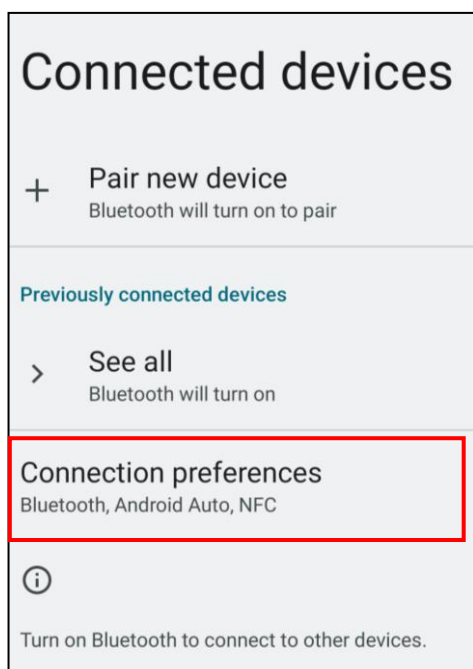 Connected devices
Pair new device
Bluetooth will turn on to pair
Previously connected devices
See all
Bluetooth will turn on
Connection preferences
Bluetooth, Android Auto, NFC
Turn on Bluetooth to connect to other devices.